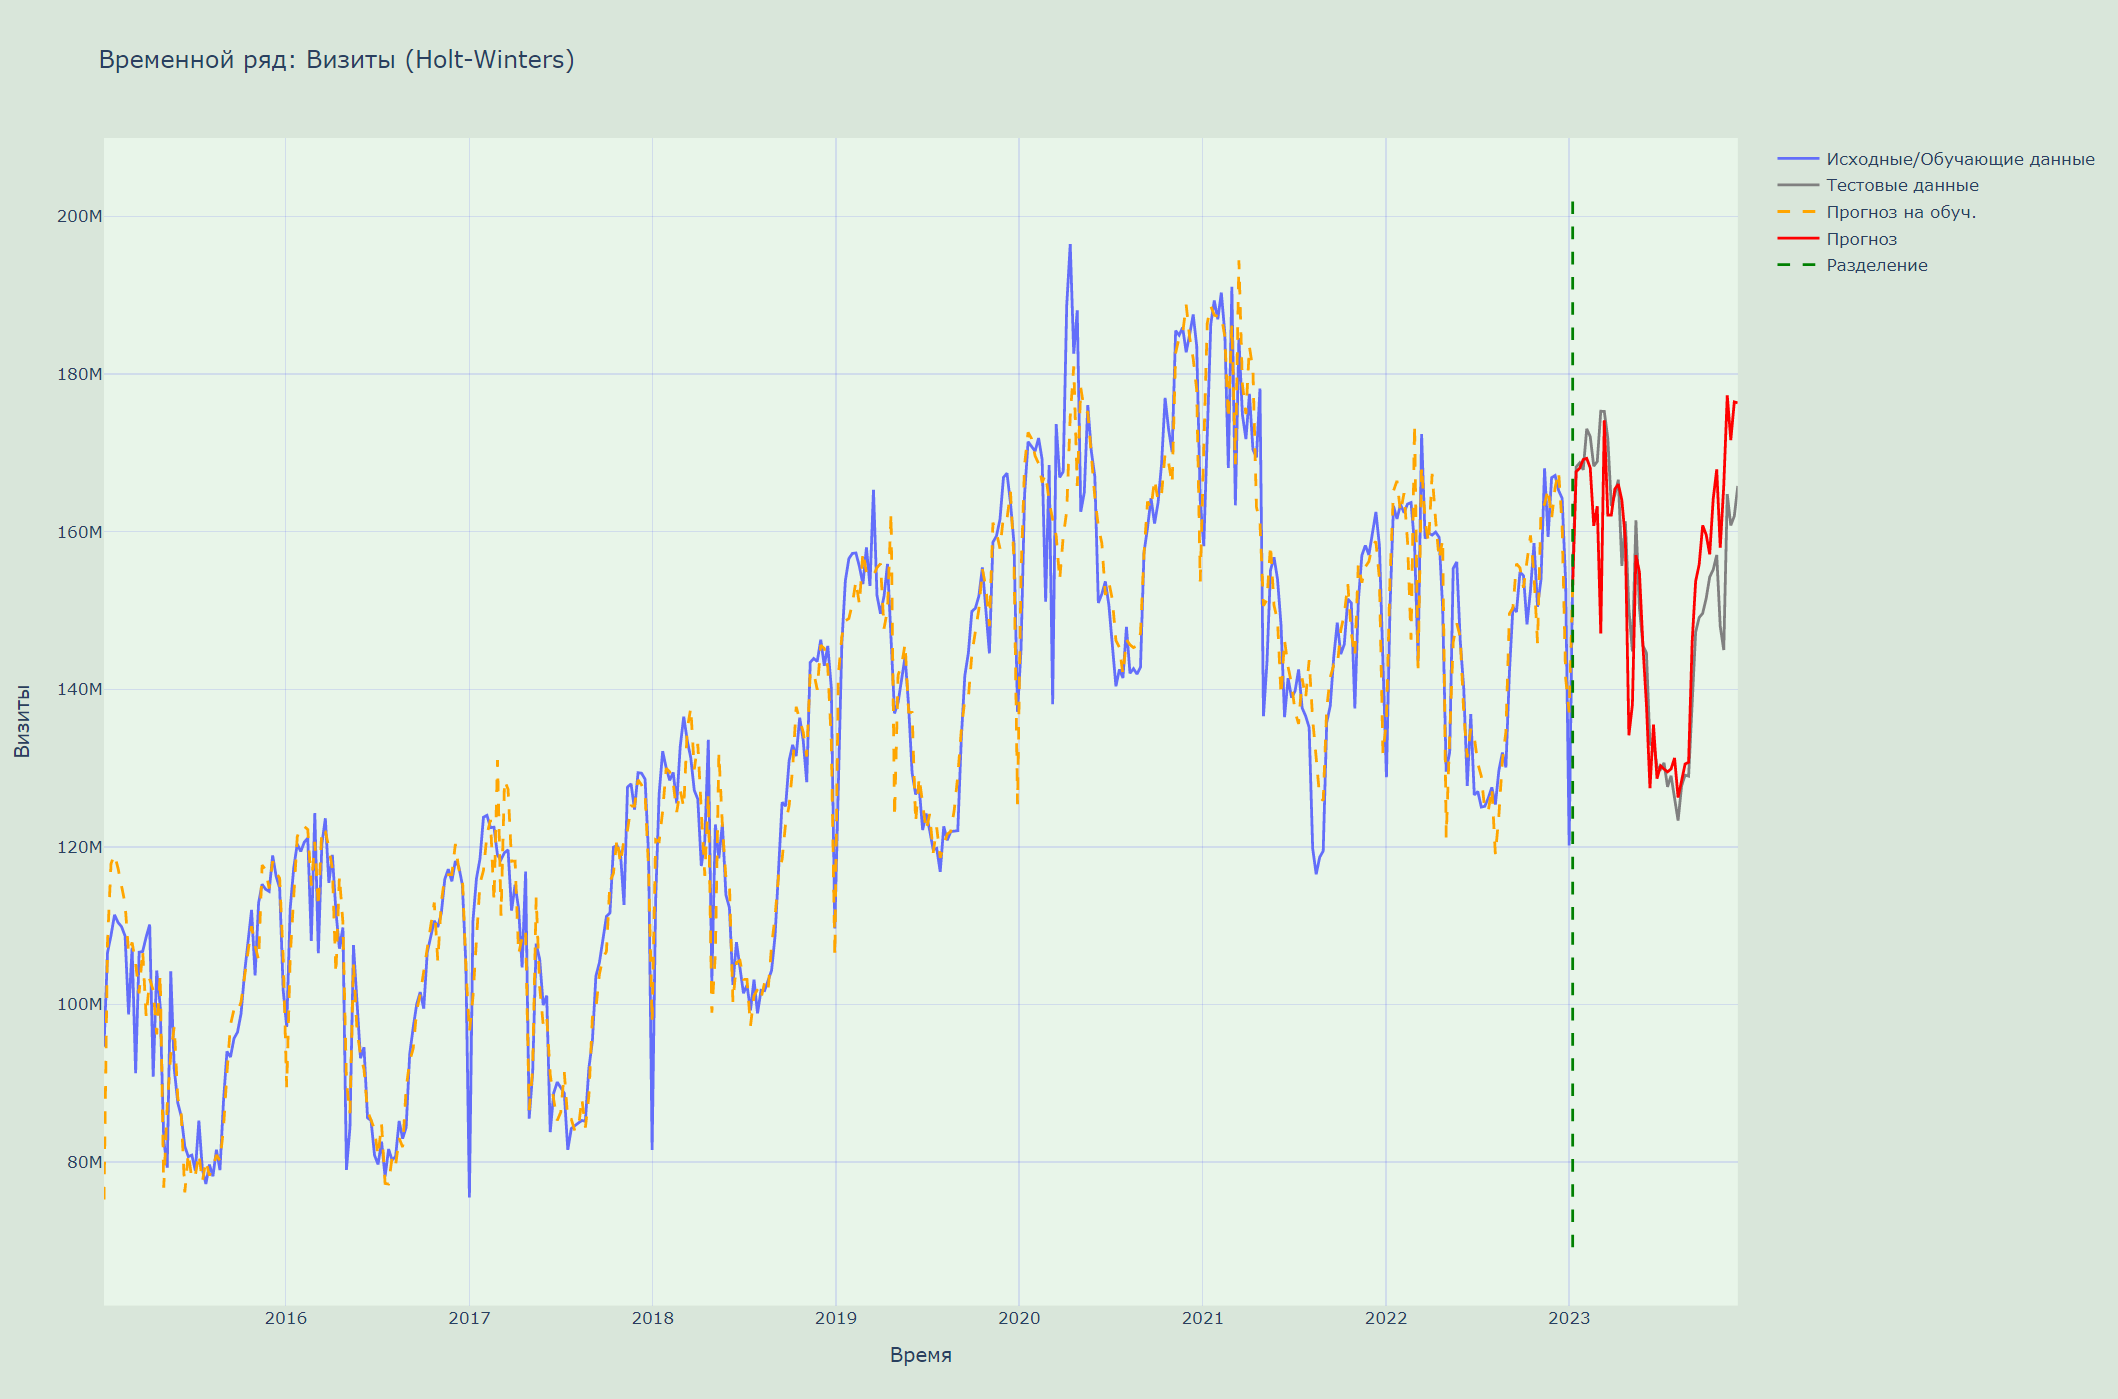 Временной ряд: Визиты (Holt-Winters)
Исходные/Обучающие данные
Тестовые данные
Прогноз на обуч.
Прогноз
Разделение
200M
180M
160M
140M
120M
100M
80M
Визиты
2016 2017 2018 2019 2020 2021 2022 2023
Время